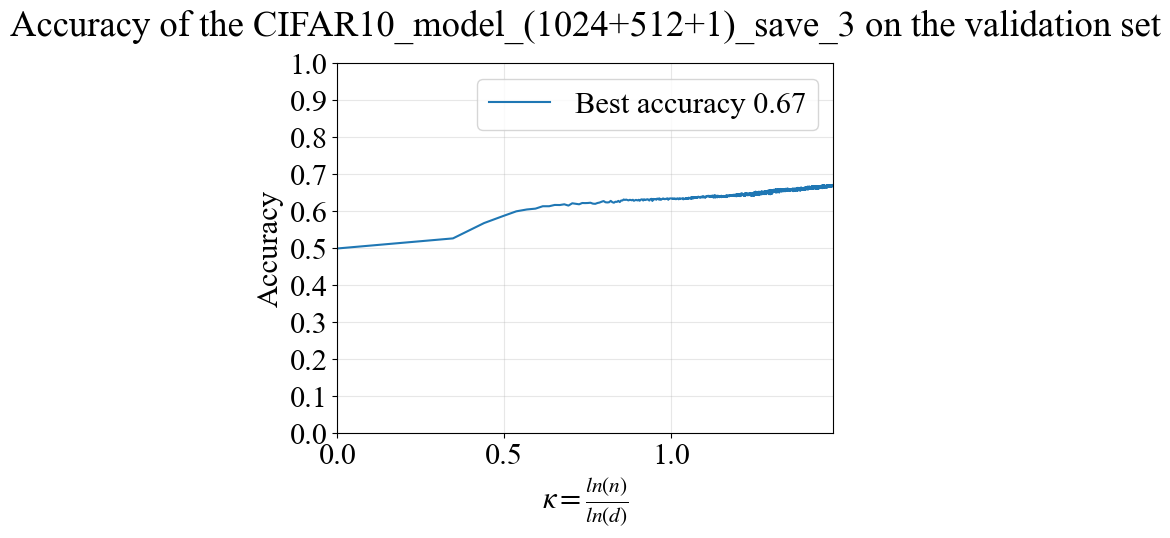 Accuracy of the CIFAR10_model_(1024+512+1)_save_3 on the validation set
Best accuracy 0.67
Accuracy
1.0
0.9
0.8
0.7
0.6
0.5
0.4
0.3
0.2
0.1
0.0
0.0 0.5 1.0
κ = ln(n)/ln(d)